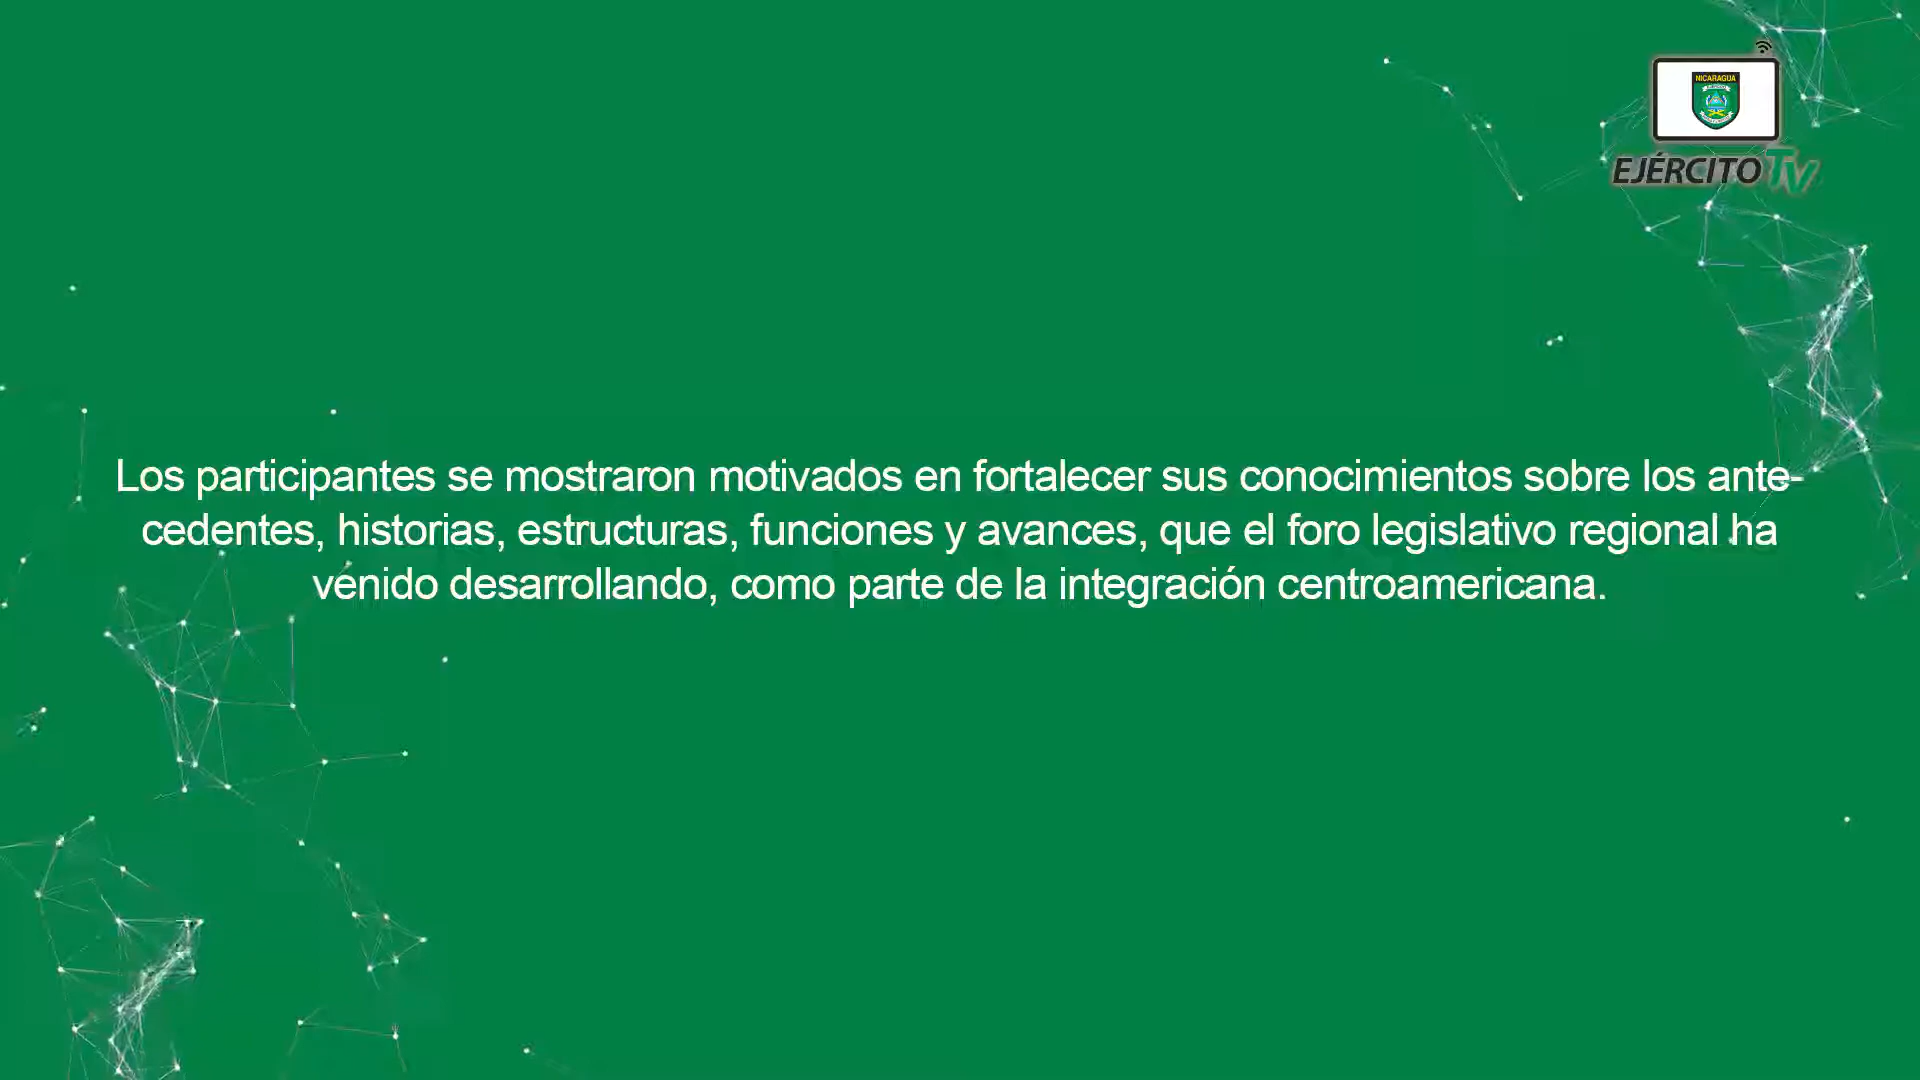 NICARAGUA
EJÉRCITO Tv
Los participantes se mostraron motivados en fortalecer sus conocimientos sobre los ante-
cedentes, historias, estructuras, funciones y avances, que el foro legislativo regional ha
venido desarrollando, como parte de la integración centroamericana.